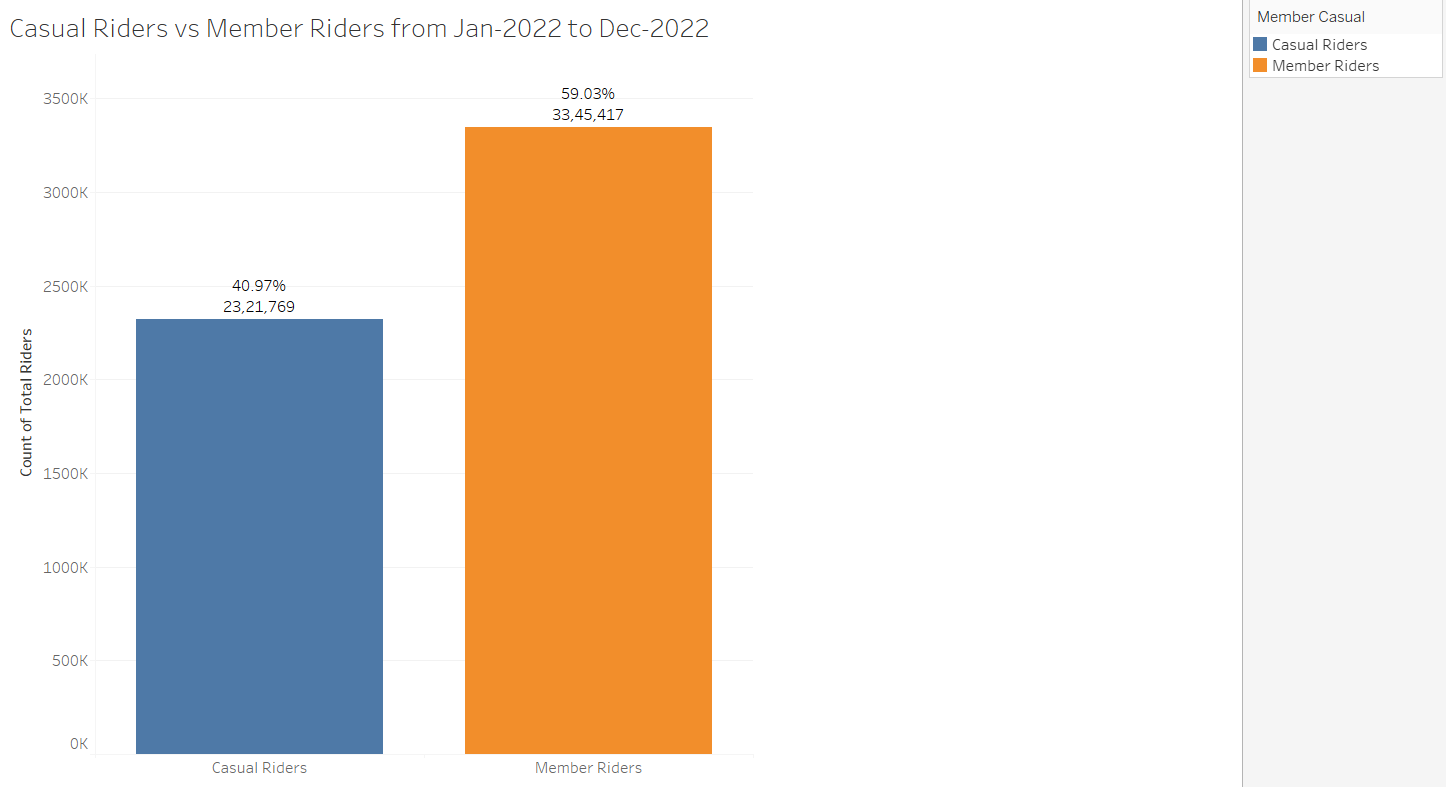 Casual Riders vs Member Riders from Jan-2022 to Dec-2022
Member Casual
Casual Riders
Member Riders
Count of Total Riders
3500K
3000K
2500K
2000K
1500K
1000K
500K
0K
40.97%
23,21,769
59.03%
33,45,417
Casual Riders
Member Riders